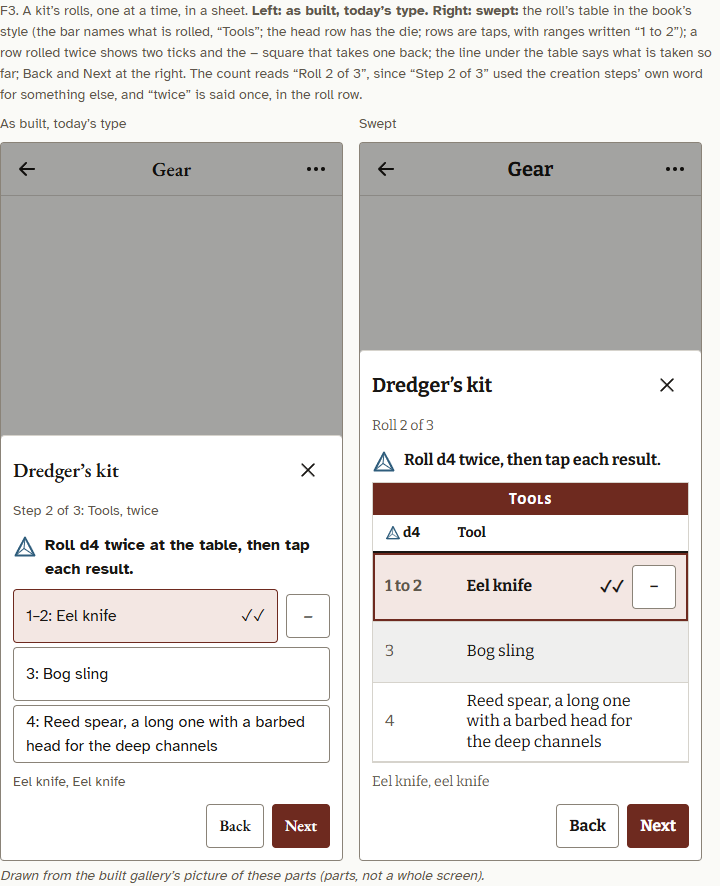 F3. A kit’s rolls, one at a time, in a sheet. Left: as built, today’s type. Right: swept: the roll’s table in the book’s
style (the bar names what is rolled, “Tools”; the head row has the die; rows are taps, with ranges written “1 to 2”); a
row rolled twice shows two ticks and the – square that takes one back; the line under the table says what is taken so
far; Back and Next at the right. The count reads “Roll 2 of 3”, since “Step 2 of 3” used the creation steps’ own word
for something else, and “twice” is said once, in the roll row.
As built, today’s type
Gear
Dredger’s kit
Step 2 of 3: Tools, twice
Roll d4 twice at the table, then tap
each result.
1–2: Eel knife ✓✓ –
3: Bog sling
4: Reed spear, a long one with a barbed
head for the deep channels
Eel knife, Eel knife
Back Next
Swept
Gear
Dredger’s kit
Roll 2 of 3
Roll d4 twice, then tap each result.
Tools
d4 Tool
1 to 2 Eel knife ✓✓ –
3 Bog sling
4 Reed spear, a long one
with a barbed head for
the deep channels
Eel knife, eel knife
Back Next
Drawn from the built gallery’s picture of these parts (parts, not a whole screen).